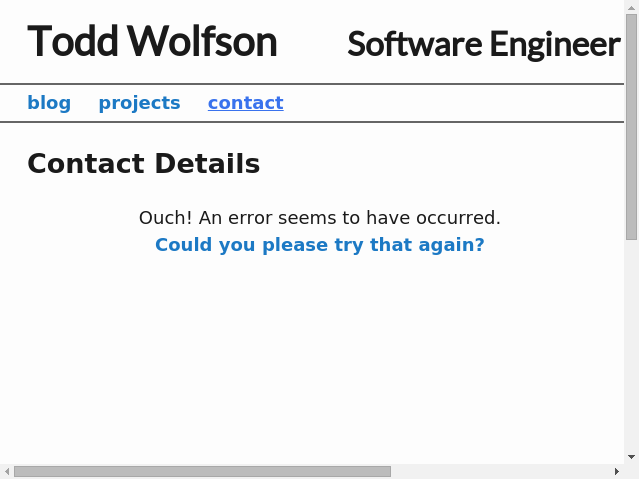 Todd Wolfson Software Engineer
blog projects contact
Contact Details
Ouch! An error seems to have occurred.
Could you please try that again?